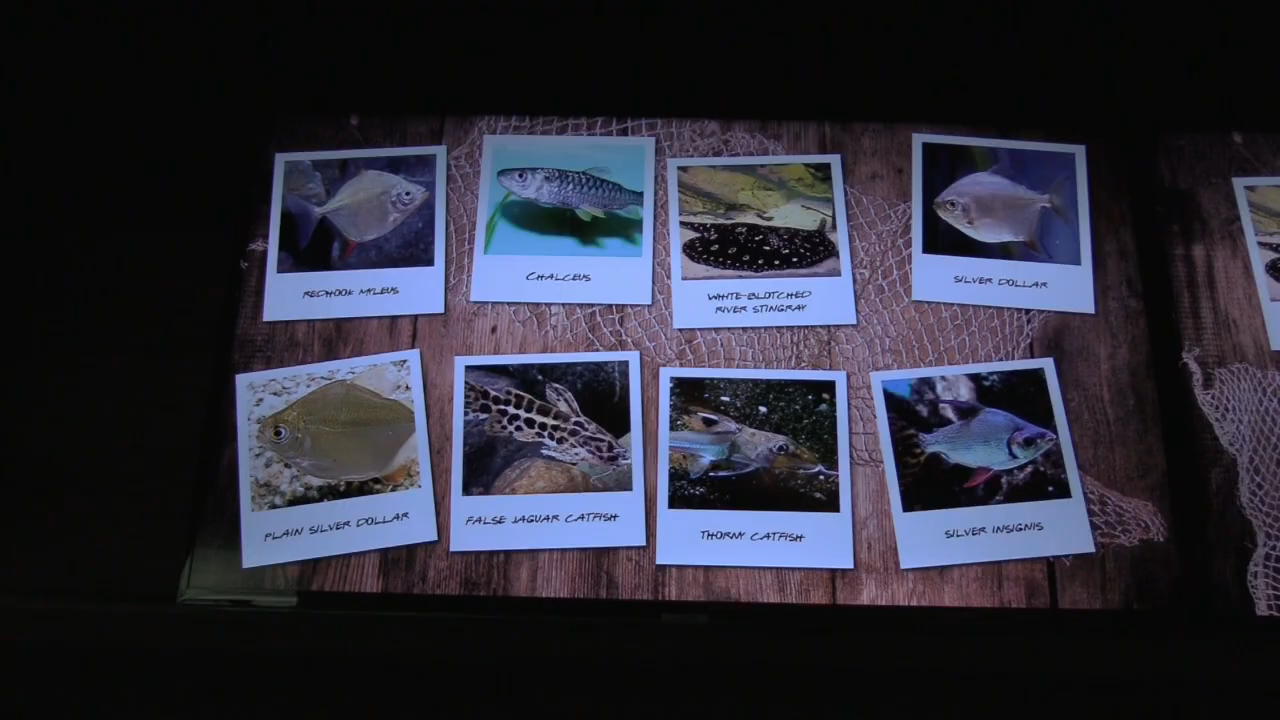 REDHOOK MYLEUS
CHALCEUS
WHITE-BLOTCHED
RIVER STINGRAY
SILVER DOLLAR
PLAIN SILVER DOLLAR
FALSE JAGUAR CATFISH
THORNY CATFISH
SILVER INSIGNIS